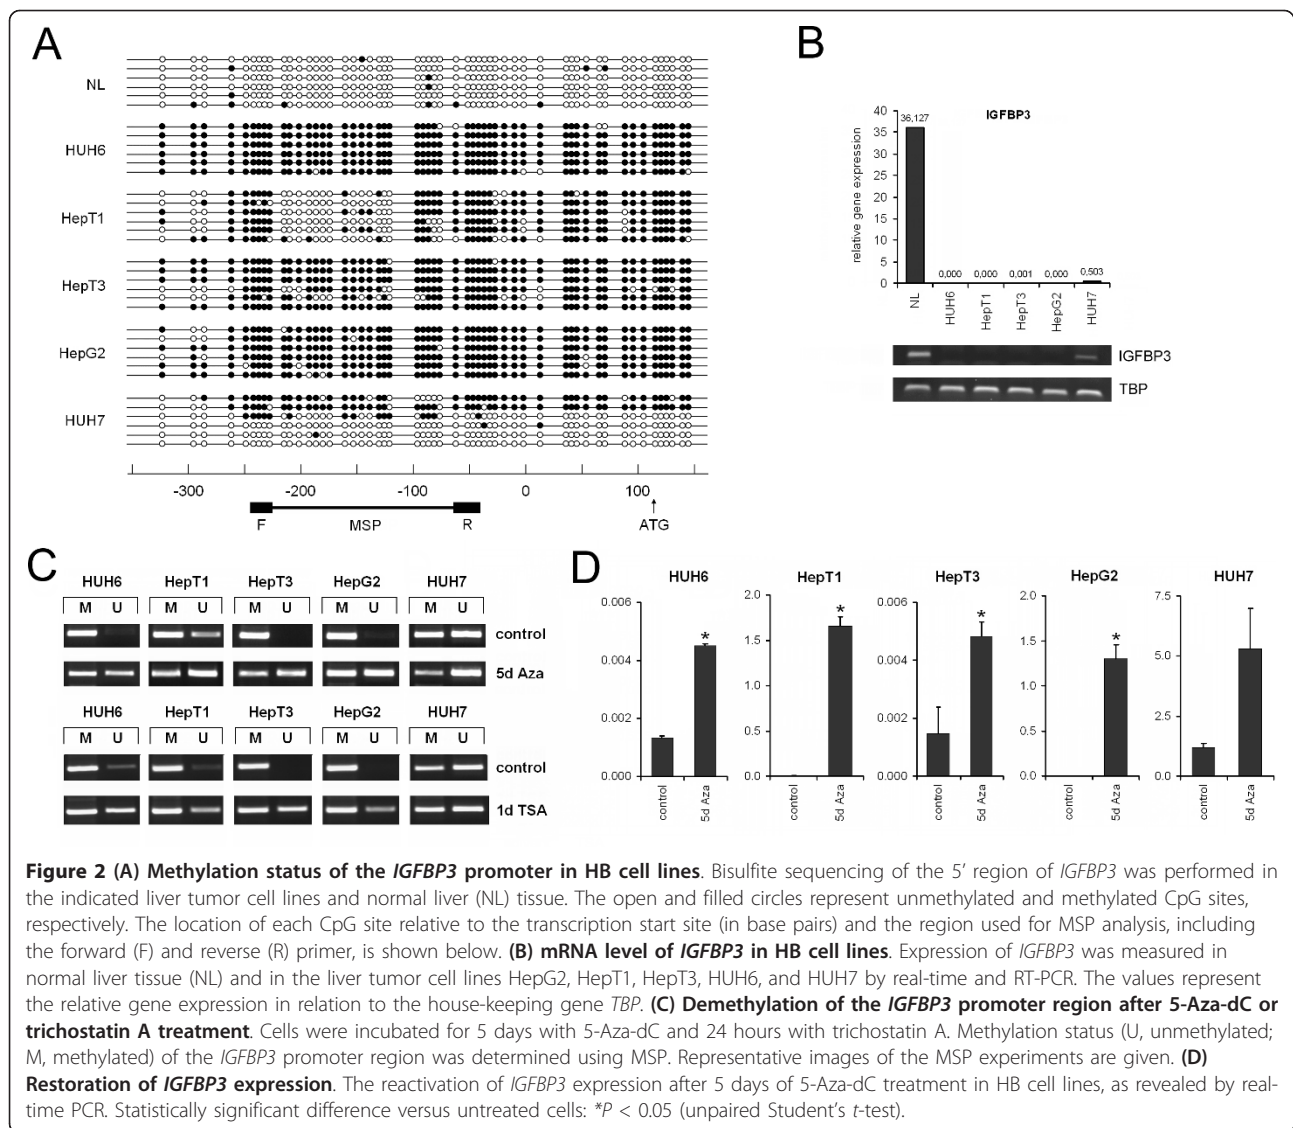 A
NL
HUH6
HepT1
HepT3
HepG2
HUH7
-300 -200 -100 0 100
F MSP R ATG
B
IGFBP3
relative gene expression
40
35
30
25
20
15
10
5
0
36,127 0,000 0,000 0,001 0,000 0,503
NL HUH6 HepT1 HepT3 HepG2 HUH7
IGFBP3
TBP
C
HUH6 HepT1 HepT3 HepG2 HUH7
M U M U M U M U M U
control
5d Aza
HUH6 HepT1 HepT3 HepG2 HUH7
M U M U M U M U M U
control
1d TSA
D
HUH6
0.006
0.004
0.002
0.000
*
control 5d Aza
HepT1
2.0
1.5
1.0
0.5
0.0
*
control 5d Aza
HepT3
0.006
0.004
0.002
0.000
*
control 5d Aza
HepG2
2.0
1.5
1.0
0.5
0.0
*
control 5d Aza
HUH7
7.5
5.0
2.5
0.0
control 5d Aza
Figure 2 (A) Methylation status of the IGFBP3 promoter in HB cell lines. Bisulfite sequencing of the 5′ region of IGFBP3 was performed in
the indicated liver tumor cell lines and normal liver (NL) tissue. The open and filled circles represent unmethylated and methylated CpG sites,
respectively. The location of each CpG site relative to the transcription start site (in base pairs) and the region used for MSP analysis, including
the forward (F) and reverse (R) primer, is shown below. (B) mRNA level of IGFBP3 in HB cell lines. Expression of IGFBP3 was measured in
normal liver tissue (NL) and in the liver tumor cell lines HepG2, HepT1, HepT3, HUH6, and HUH7 by real-time and RT-PCR. The values represent
the relative gene expression in relation to the house-keeping gene TBP. (C) Demethylation of the IGFBP3 promoter region after 5-Aza-dC or
trichostatin A treatment. Cells were incubated for 5 days with 5-Aza-dC and 24 hours with trichostatin A. Methylation status (U, unmethylated;
M, methylated) of the IGFBP3 promoter region was determined using MSP. Representative images of the MSP experiments are given. (D)
Restoration of IGFBP3 expression. The reactivation of IGFBP3 expression after 5 days of 5-Aza-dC treatment in HB cell lines, as revealed by real-
time PCR. Statistically significant difference versus untreated cells: *P < 0.05 (unpaired Student's t-test).